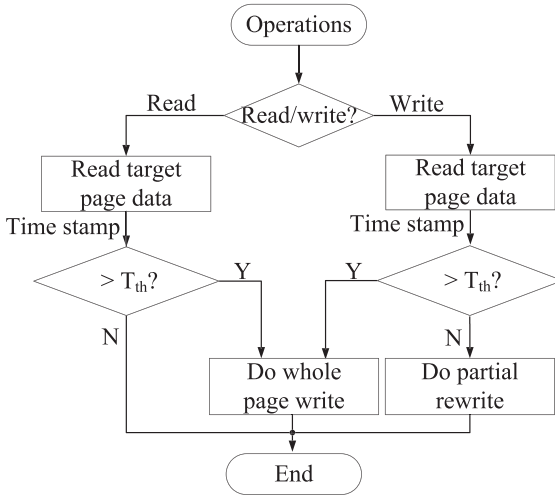 Operations
Read
Read/write?
Write
Read target
page data
Read target
page data
Time stamp
Time stamp
> Tth?
Y
Y
> Tth?
N
N
Do whole
page write
Do partial
rewrite
End